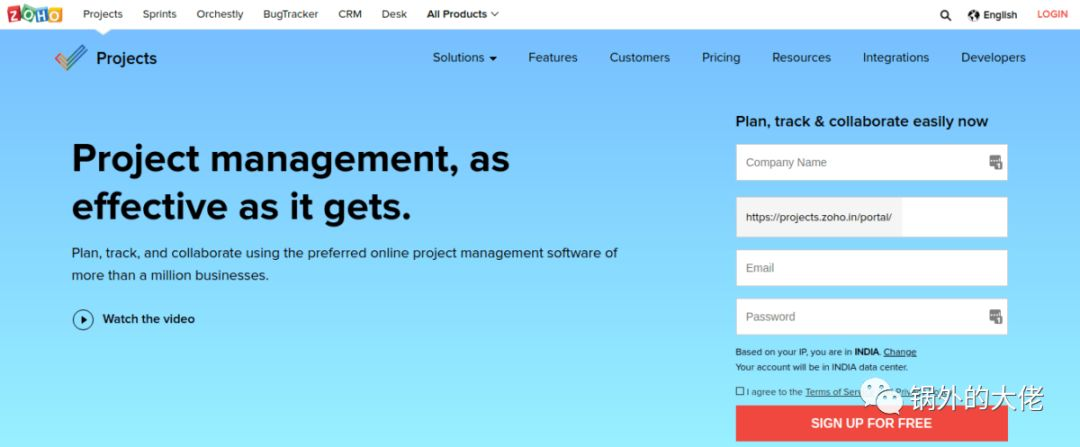 ZOHO Projects Sprints Orchestly BugTracker CRM Desk All Products English LOGIN
Projects Solutions Features Customers Pricing Resources Integrations Developers
Plan, track & collaborate easily now
Project management, as
effective as it gets.
Plan, track, and collaborate using the preferred online project management software of
more than a million businesses.
Watch the video
Company Name
https://projects.zoho.in/portal/
Email
Password
Based on your IP, you are in INDIA. Change
Your account will be in INDIA data center.
I agree to the Terms of
锅外的大佬
SIGN UP FOR FREE